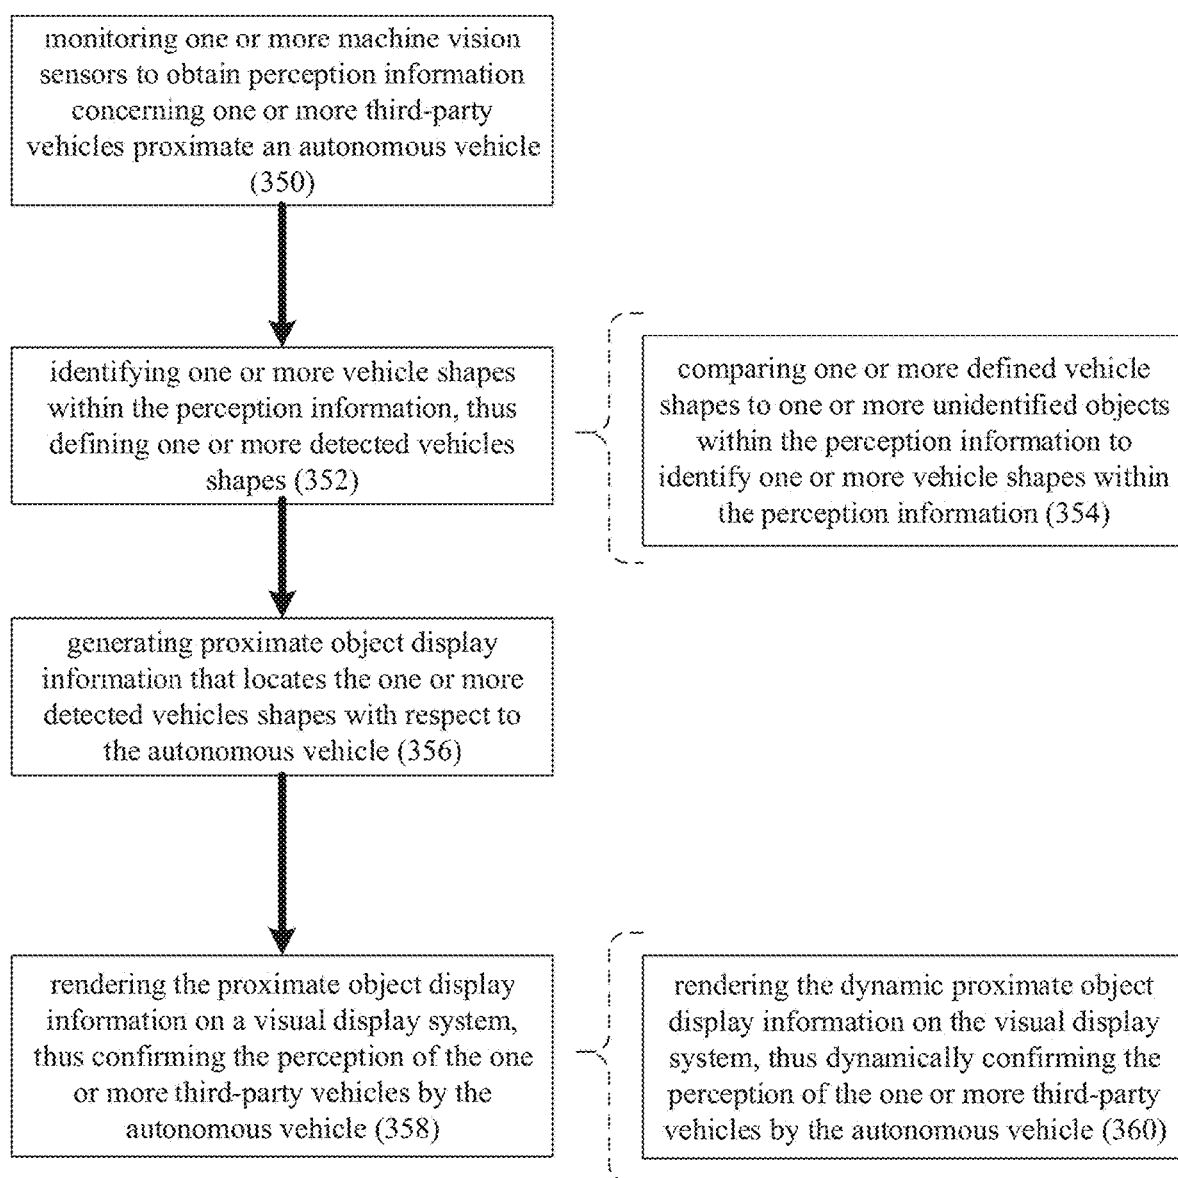 monitoring one or more machine vision
sensors to obtain perception information
concerning one or more third-party
vehicles proximate an autonomous vehicle
(350)
identifying one or more vehicle shapes
within the perception information, thus
defining one or more detected vehicles
shapes (352)
comparing one or more defined vehicle
shapes to one or more unidentified objects
within the perception information to
identify one or more vehicle shapes within
the perception information (354)
generating proximate object display
information that locates the one or more
detected vehicles shapes with respect to
the autonomous vehicle (356)
rendering the proximate object display
information on a visual display system,
thus confirming the perception of the one
or more third-party vehicles by the
autonomous vehicle (358)
rendering the dynamic proximate object
display information on the visual display
system, thus dynamically confirming the
perception of the one or more third-party
vehicles by the autonomous vehicle (360)